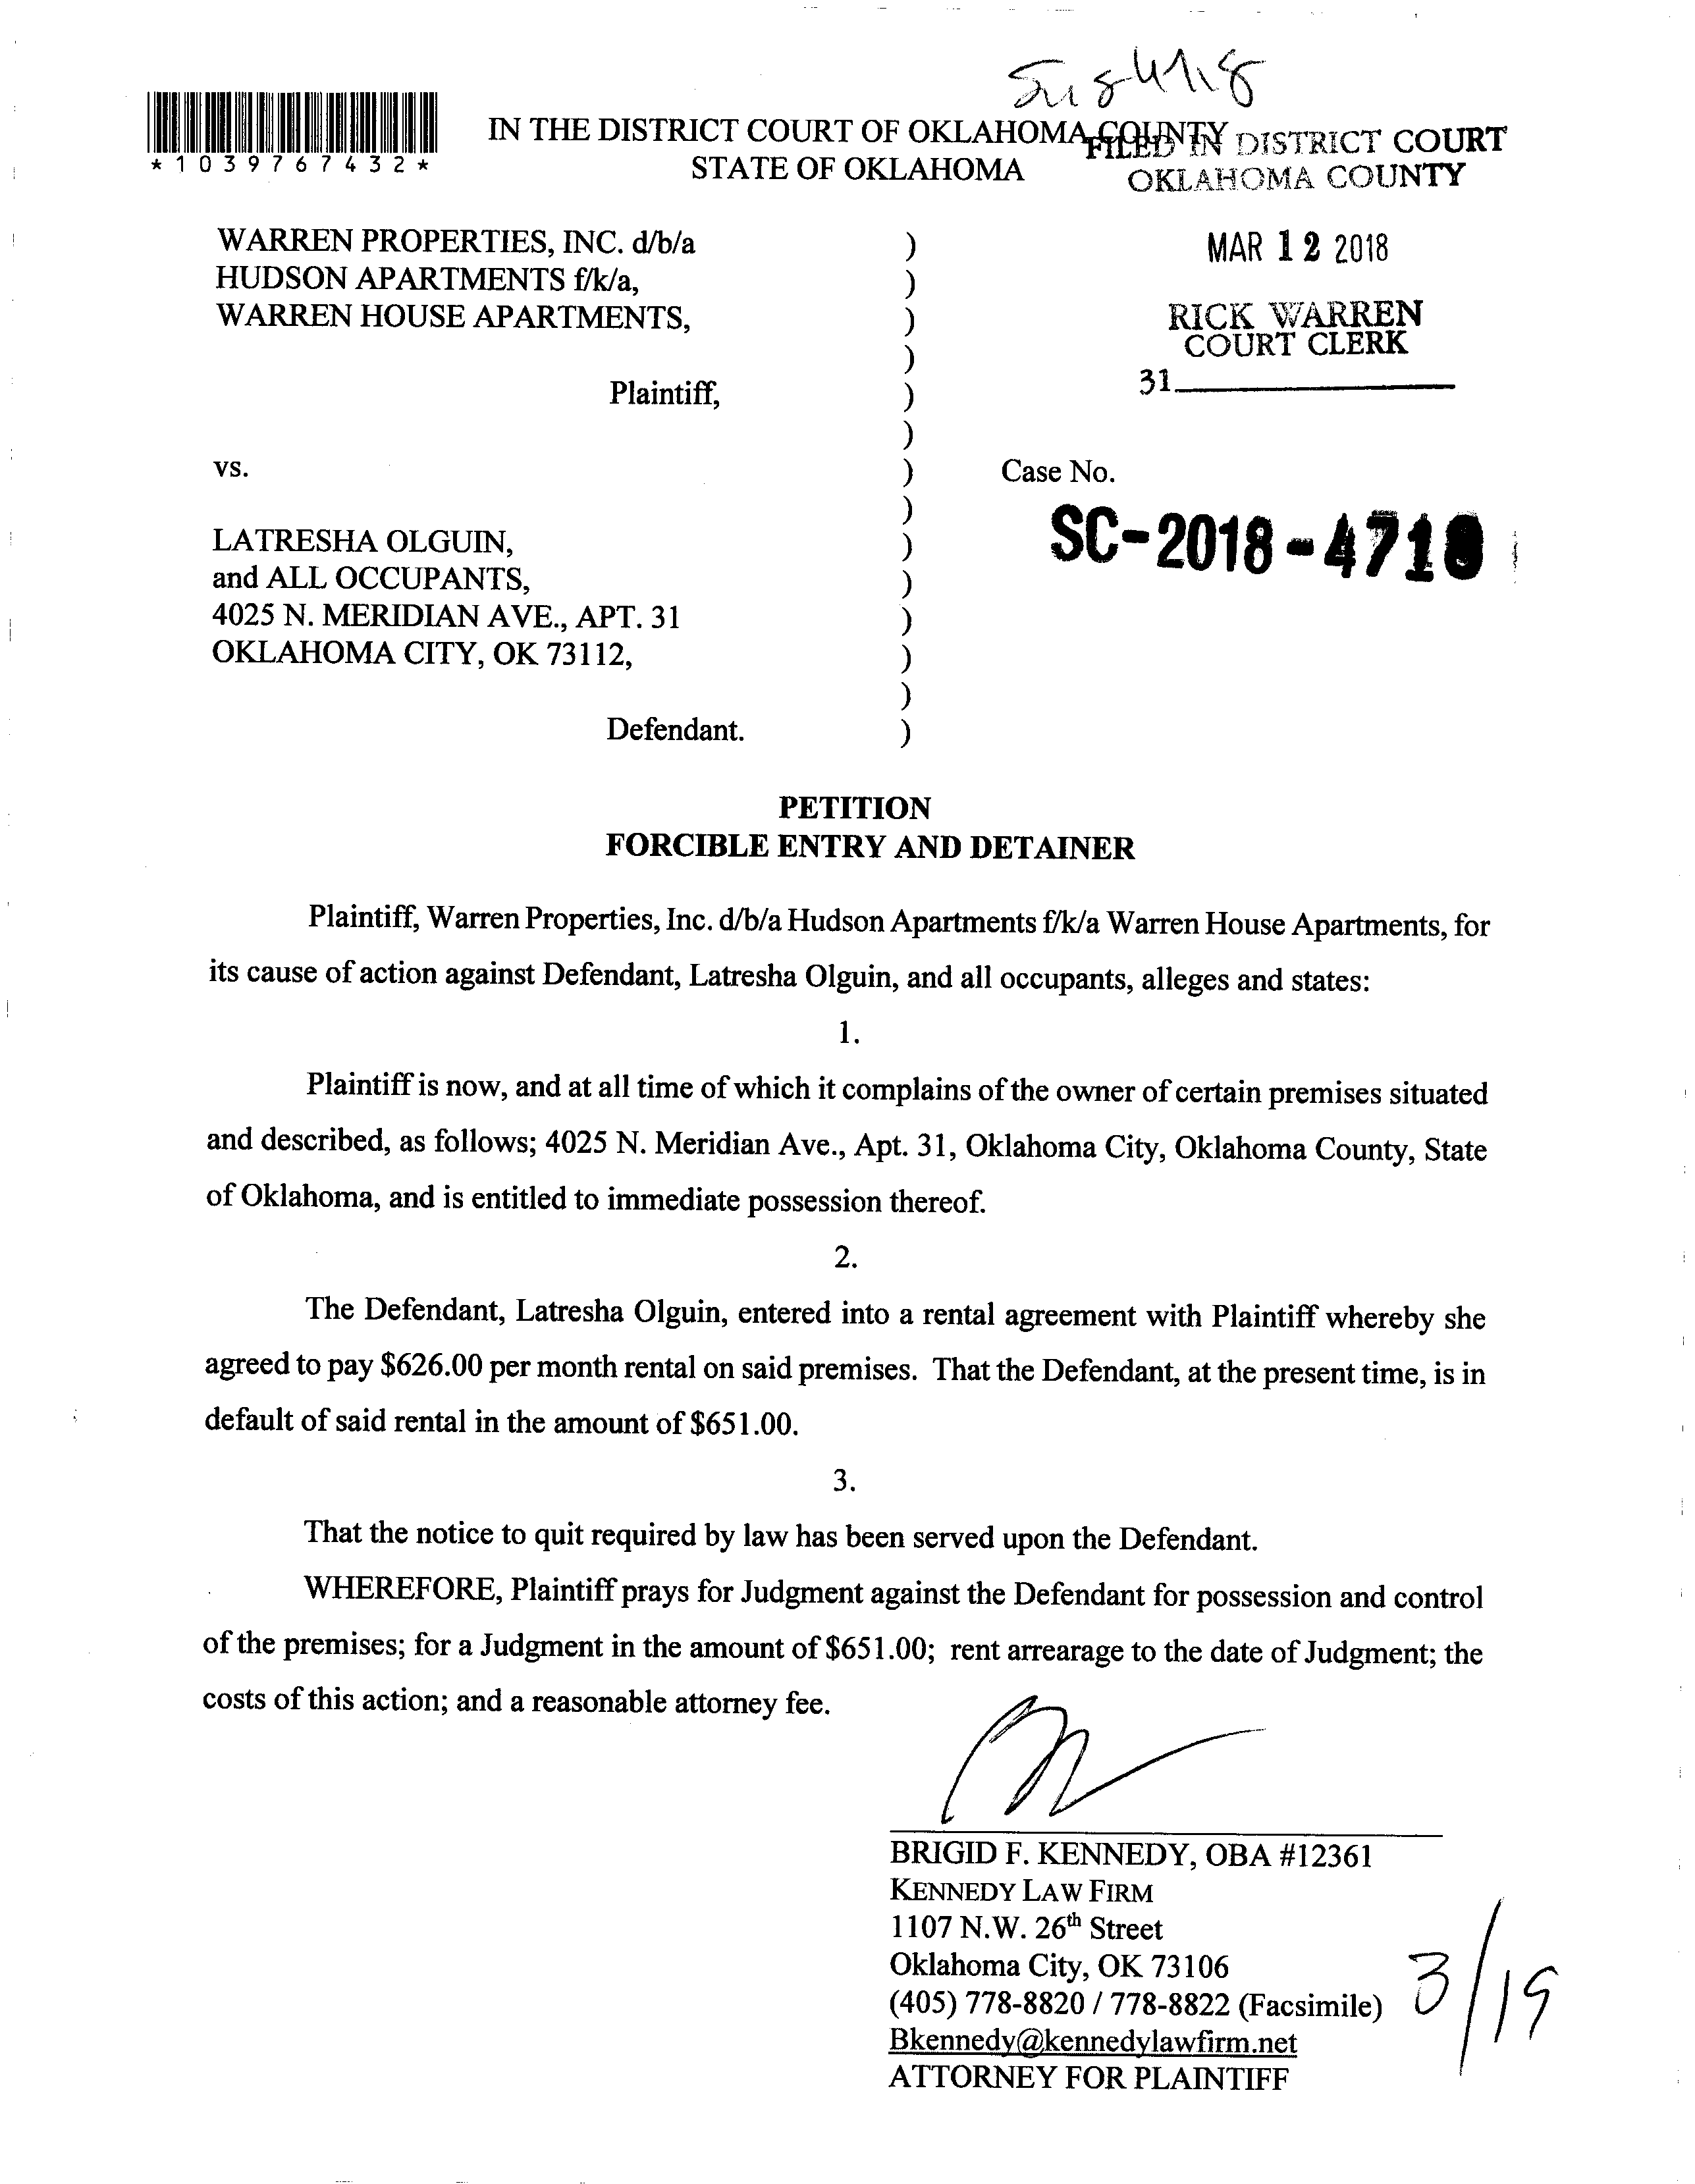 *1039767432*
IN THE DISTRICT COURT OF OKLAHOMA COUNTY
STATE OF OKLAHOMA
FILED IN DISTRICT COURT
OKLAHOMA COUNTY
MAR 12 2018
RICK WARREN
COURT CLERK
31
WARREN PROPERTIES, INC. d/b/a )
HUDSON APARTMENTS f/k/a, )
WARREN HOUSE APARTMENTS, )
)
Plaintiff, )
)
vs. ) Case No.
)
SC-2018-4718
LATRESHA OLGUIN, )
and ALL OCCUPANTS, )
4025 N. MERIDIAN AVE., APT. 31 )
OKLAHOMA CITY, OK 73112, )
)
Defendant. )
PETITION
FORCIBLE ENTRY AND DETAINER
Plaintiff, Warren Properties, Inc. d/b/a Hudson Apartments f/k/a Warren House Apartments, for
its cause of action against Defendant, Latresha Olguin, and all occupants, alleges and states:
1.
Plaintiff is now, and at all time of which it complains of the owner of certain premises situated
and described, as follows; 4025 N. Meridian Ave., Apt. 31, Oklahoma City, Oklahoma County, State
of Oklahoma, and is entitled to immediate possession thereof.
2.
The Defendant, Latresha Olguin, entered into a rental agreement with Plaintiff whereby she
agreed to pay $626.00 per month rental on said premises. That the Defendant, at the present time, is in
default of said rental in the amount of $651.00.
3.
That the notice to quit required by law has been served upon the Defendant.
WHEREFORE, Plaintiff prays for Judgment against the Defendant for possession and control
of the premises; for a Judgment in the amount of $651.00; rent arrearage to the date of Judgment; the
costs of this action; and a reasonable attorney fee.
BRIGID F. KENNEDY, OBA #12361
KENNEDY LAW FIRM
1107 N.W. 26th Street
Oklahoma City, OK 73106
(405) 778-8820 / 778-8822 (Facsimile)
Bkennedy@kennedylawfirm.net
ATTORNEY FOR PLAINTIFF
3/19